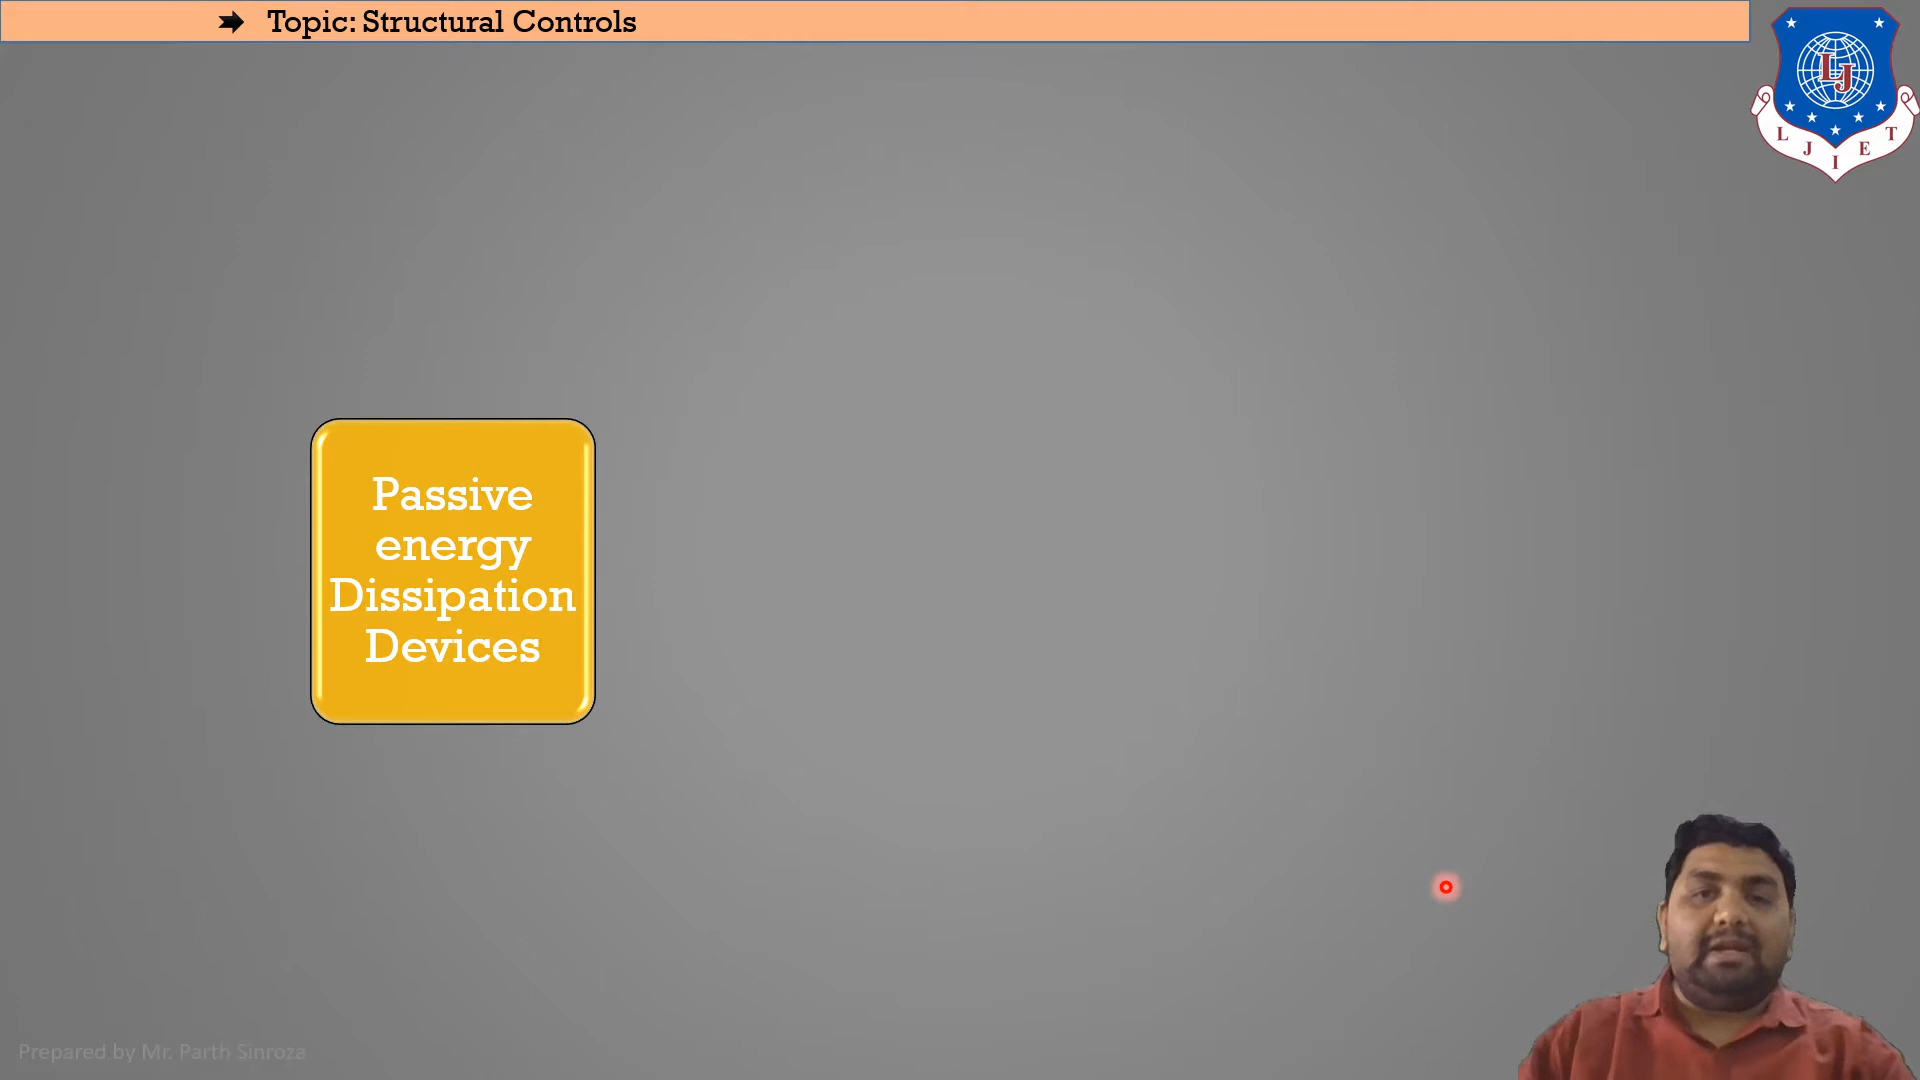 Topic: Structural Controls
LJ
L J I E T
Passive
energy
Dissipation
Devices
Prepared by Mr. Parth Sinroza